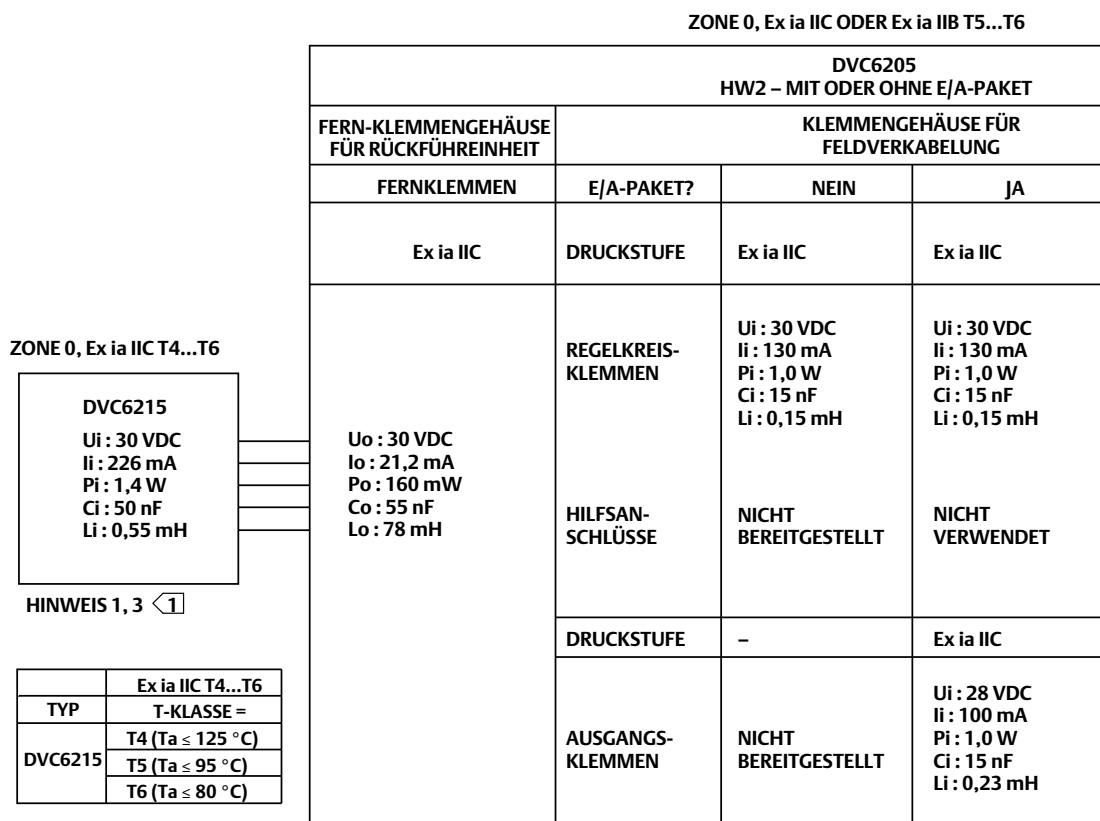 ZONE 0, Ex ia IIC ODER Ex ia IIB T5...T6
DVC6205
HW2 – MIT ODER OHNE E/A-PAKET
FERN-KLEMMENGEHÄUSE
FÜR RÜCKFÜHREINHEIT
KLEMMENGEHÄUSE FÜR
FELDVERKABELUNG
FERNKLEMMEN
E/A-PAKET?
NEIN
JA
Ex ia IIC
DRUCKSTUFE
Ex ia IIC
Ex ia IIC
ZONE 0, Ex ia IIC T4...T6
DVC6215
Ui : 30 VDC
Ii : 226 mA
Pi : 1,4 W
Ci : 50 nF
Li : 0,55 mH
HINWEIS 1, 3 1
Uo : 30 VDC
Io : 21,2 mA
Po : 160 mW
Co : 55 nF
Lo : 78 mH
REGELKREIS-
KLEMMEN
Ui : 30 VDC
Ii : 130 mA
Pi : 1,0 W
Ci : 15 nF
Li : 0,15 mH
Ui : 30 VDC
Ii : 130 mA
Pi : 1,0 W
Ci : 15 nF
Li : 0,15 mH
HILFSAN-
SCHLÜSSE
NICHT
BEREITGESTELLT
NICHT
VERWENDET
DRUCKSTUFE
–
Ex ia IIC
AUSGANGS-
KLEMMEN
NICHT
BEREITGESTELLT
Ui : 28 VDC
Ii : 100 mA
Pi : 1,0 W
Ci : 15 nF
Li : 0,23 mH
Ex ia IIC T4...T6
TYP
T-KLASSE =
DVC6215
T4 (Ta ≤ 125 °C)
T5 (Ta ≤ 95 °C)
T6 (Ta ≤ 80 °C)